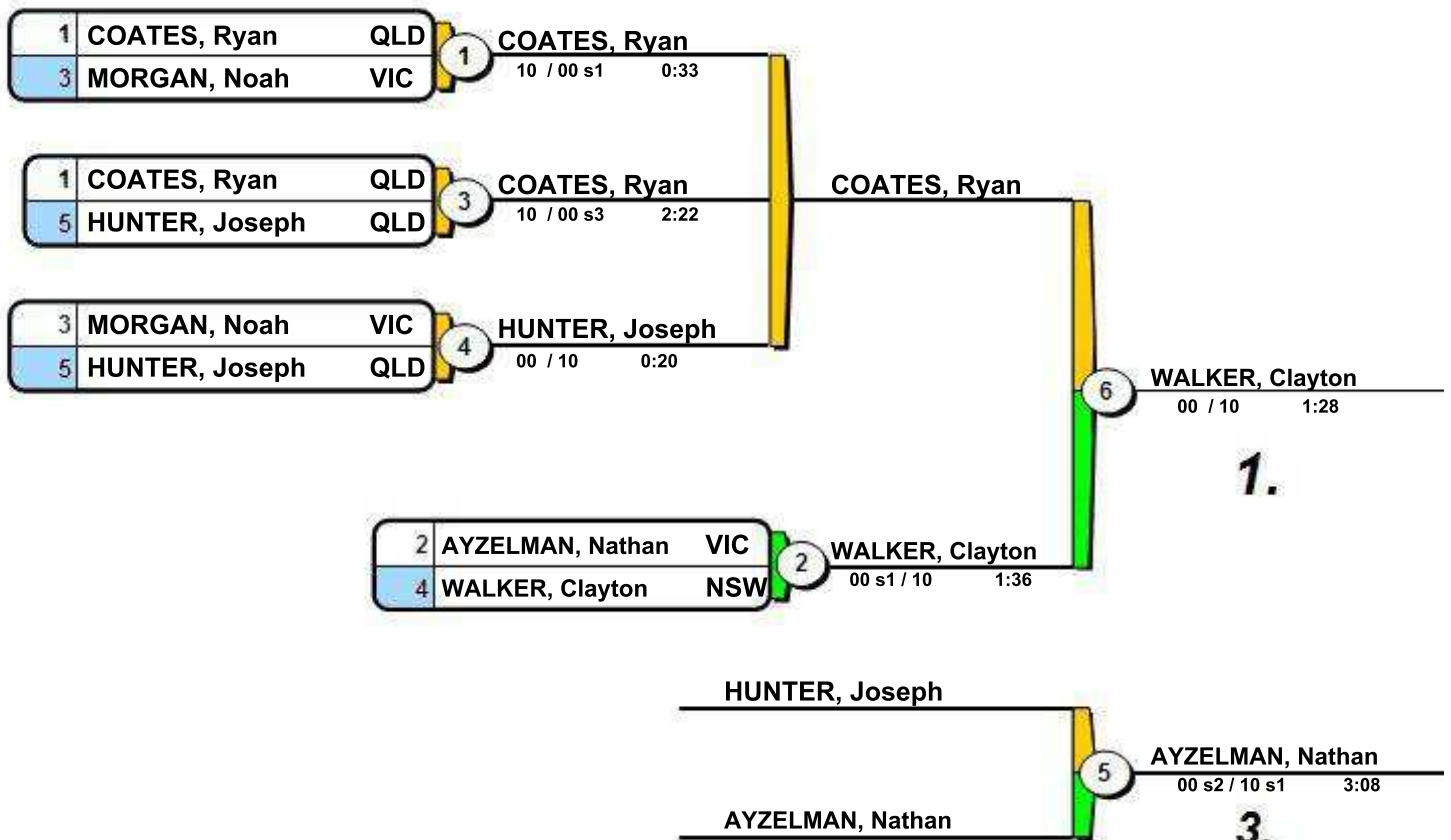 1 COATES, Ryan QLD
3 MORGAN, Noah VIC
1
COATES, Ryan
10 / 00 s1 0:33
1 COATES, Ryan QLD
5 HUNTER, Joseph QLD
3
COATES, Ryan
10 / 00 s3 2:22
COATES, Ryan
3 MORGAN, Noah VIC
5 HUNTER, Joseph QLD
4
HUNTER, Joseph
00 / 10 0:20
6
WALKER, Clayton
00 / 10 1:28
1.
2 AYZELMAN, Nathan VIC
4 WALKER, Clayton NSW
2
WALKER, Clayton
00 s1 / 10 1:36
HUNTER, Joseph
5
AYZELMAN, Nathan
00 s2 / 10 s1 3:08
AYZELMAN, Nathan
3.